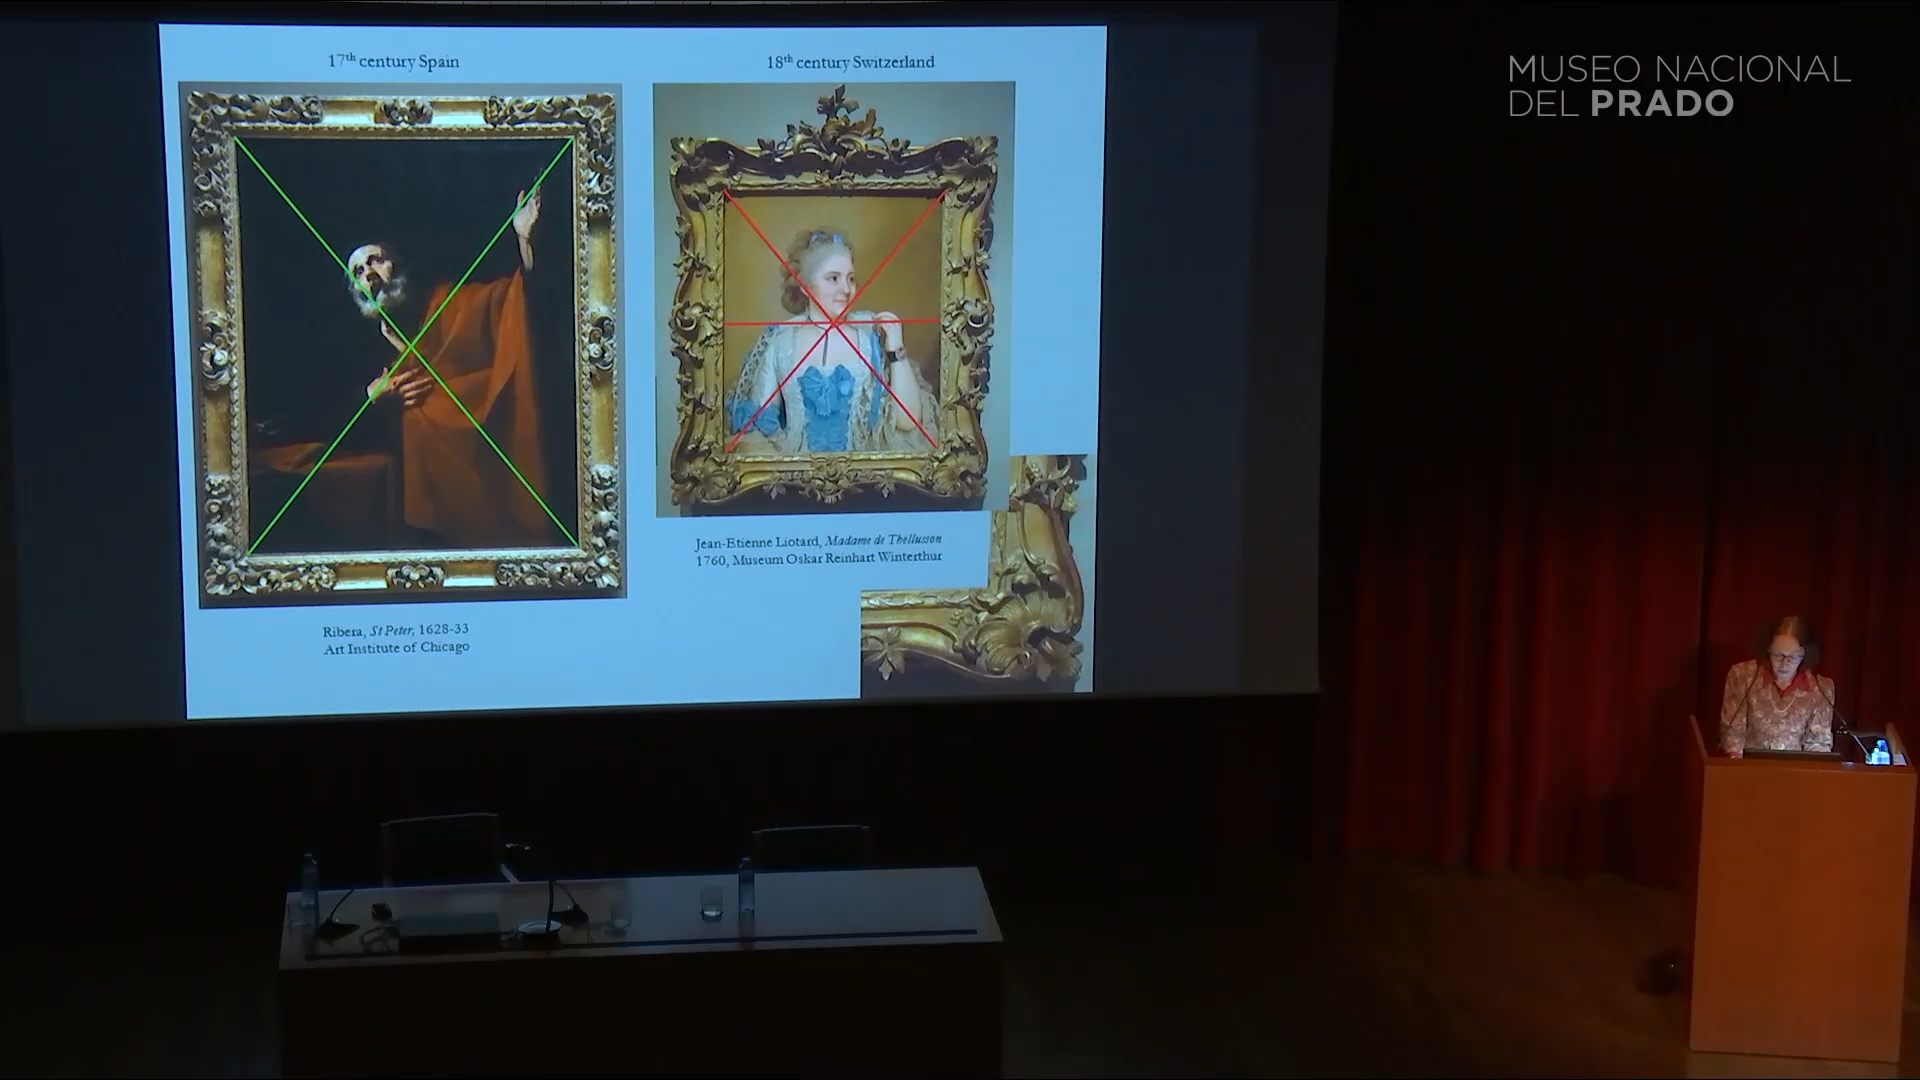 17th century Spain
18th century Switzerland
MUSEO NACIONAL
DEL PRADO
Jean-Etienne Liotard, Madame de Thellusson
1760, Museum Oskar Reinhart Winterthur
Ribera, St Peter, 1628-33
Art Institute of Chicago